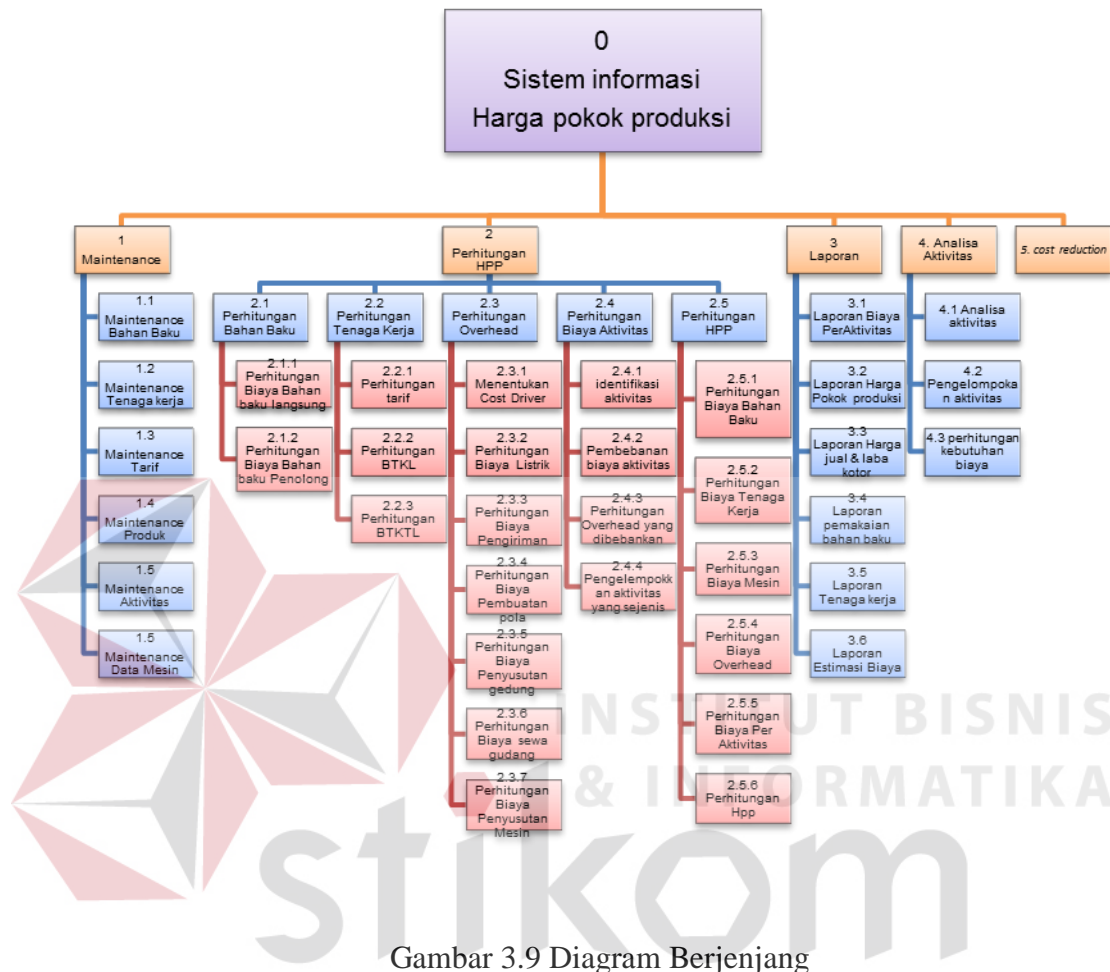 0
Sistem informasi
Harga pokok produksi
1
Maintenance
2
Perhitungan
HPP
3
Laporan
4. Analisa
Aktivitas
5. cost reduction
1.1
Maintenance
Bahan Baku
1.2
Maintenance
Tenaga kerja
1.3
Maintenance
Tarif
1.4
Maintenance
Produk
1.5
Maintenance
Aktivitas
1.5
Maintenance
Data Mesin
2.1
Perhitungan
Bahan Baku
2.1.1
Perhitungan
Biaya Bahan
baku langsung
2.1.2
Perhitungan
Biaya Bahan
baku Penolong
2.2
Perhitungan
Tenaga Kerja
2.2.1
Perhitungan
tarif
2.2.2
Perhitungan
BTKL
2.2.3
Perhitungan
BTKTL
2.3
Perhitungan
Overhead
2.3.1
Menentukan
Cost Driver
2.3.2
Perhitungan
Biaya Listrik
2.3.3
Perhitungan
Biaya
Pengiriman
2.3.4
Perhitungan
Biaya
Pembuatan
pola
2.3.5
Perhitungan
Biaya
Penyusutan
gedung
2.3.6
Perhitungan
Biaya sewa
gudang
2.3.7
Perhitungan
Biaya
Penyusutan
Mesin
2.4
Perhitungan
Biaya Aktivitas
2.4.1
identifikasi
aktivitas
2.4.2
Pembebanan
biaya aktivitas
2.4.3
Perhitungan
Overhead yang
dibebankan
2.4.4
Pengelempokk
an aktivitas
yang sejenis
2.5
Perhitungan
HPP
2.5.1
Perhitungan
Biaya Bahan
Baku
2.5.2
Perhitungan
Biaya Tenaga
Kerja
2.5.3
Perhitungan
Biaya Mesin
2.5.4
Perhitungan
Biaya
Overhead
2.5.5
Perhitungan
Biaya Per
Aktivitas
2.5.6
Perhitungan
Hpp
3.1
Laporan Biaya
PerAktivitas
3.2
Laporan Harga
Pokok produksi
3.3
Laporan Harga
jual & laba
kotor
3.4
Laporan
pemakaian
bahan baku
3.5
Laporan
Tenaga kerja
3.6
Laporan
Estimasi Biaya
4.1 Analisa
aktivitas
4.2
Pengelompoka
n aktivitas
4.3 perhitungan
kebutuhan
biaya
INSTITUT BISNIS
& INFORMATIKA
stikom
Gambar 3.9 Diagram Berjenjang